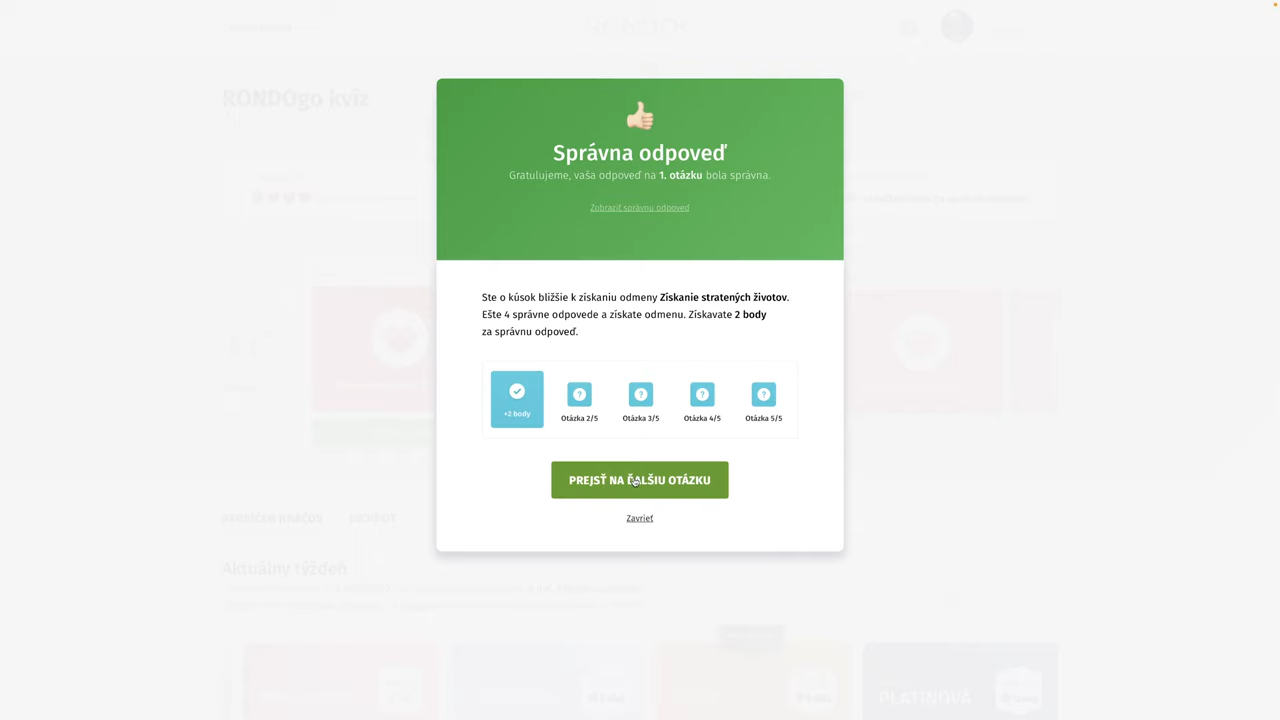 RONDOgo kvíz
Správna odpoveď
Gratulujeme, vaša odpoveď na 1. otázku bola správna.
Zobraziť správnu odpoveď
Ste o kúsok bližšie k získaniu odmeny Získanie stratených životov.
Ešte 4 správne odpovede a získate odmenu. Získavate 2 body
za správnu odpoveď.
+2 body
Otázka 2/5
Otázka 3/5
Otázka 4/5
Otázka 5/5
PREJSŤ NA ĎALŠIU OTÁZKU
Zavrieť
Aktuálny týždeň
PLATINOVÁ